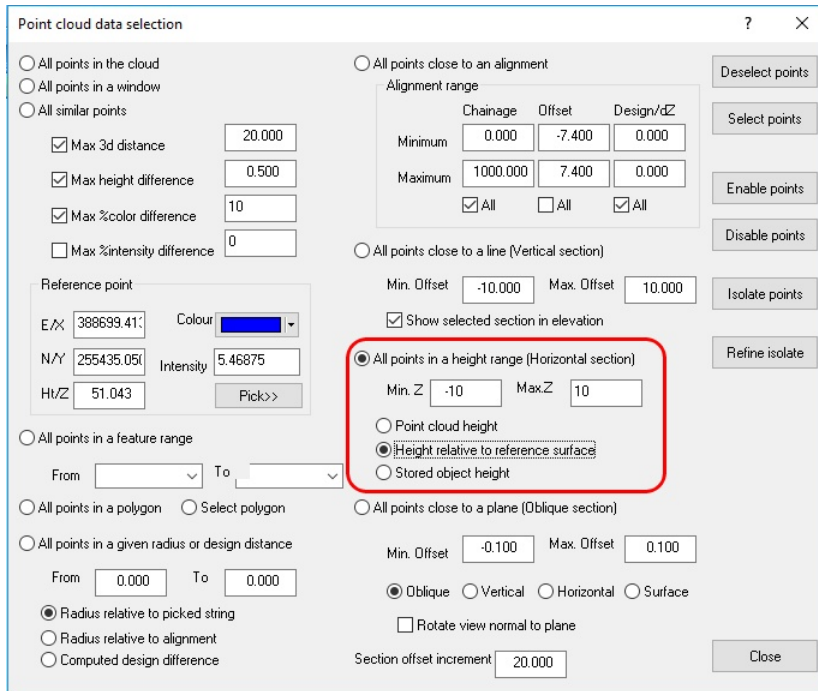 Point cloud data selection
? ×
All points in the cloud
All points in a window
All similar points
Max 3d distance 20.000
Max height difference 0.500
Max %color difference 10
Max %intensity difference 0
Reference point
E/X 388699.413 Colour
N/Y 255435.050 Intensity 5.46875
Ht/Z 51.043 Pick>>
All points in a feature range
From To
All points in a polygon Select polygon
All points in a given radius or design distance
From 0.000 To 0.000
Radius relative to picked string
Radius relative to alignment
Computed design difference
All points close to an alignment
Alignment range
Chainage Offset Design/dZ
Minimum 0.000 -7.400 0.000
Maximum 1000.000 7.400 0.000
All All All
All points close to a line (Vertical section)
Min. Offset -10.000 Max. Offset 10.000
Show selected section in elevation
All points in a height range (Horizontal section)
Min. Z -10 Max.Z 10
Point cloud height
Height relative to reference surface
Stored object height
All points close to a plane (Oblique section)
Min. Offset -0.100 Max. Offset 0.100
Oblique Vertical Horizontal Surface
Rotate view normal to plane
Section offset increment 20.000
Deselect points
Select points
Enable points
Disable points
Isolate points
Refine isolate
Close